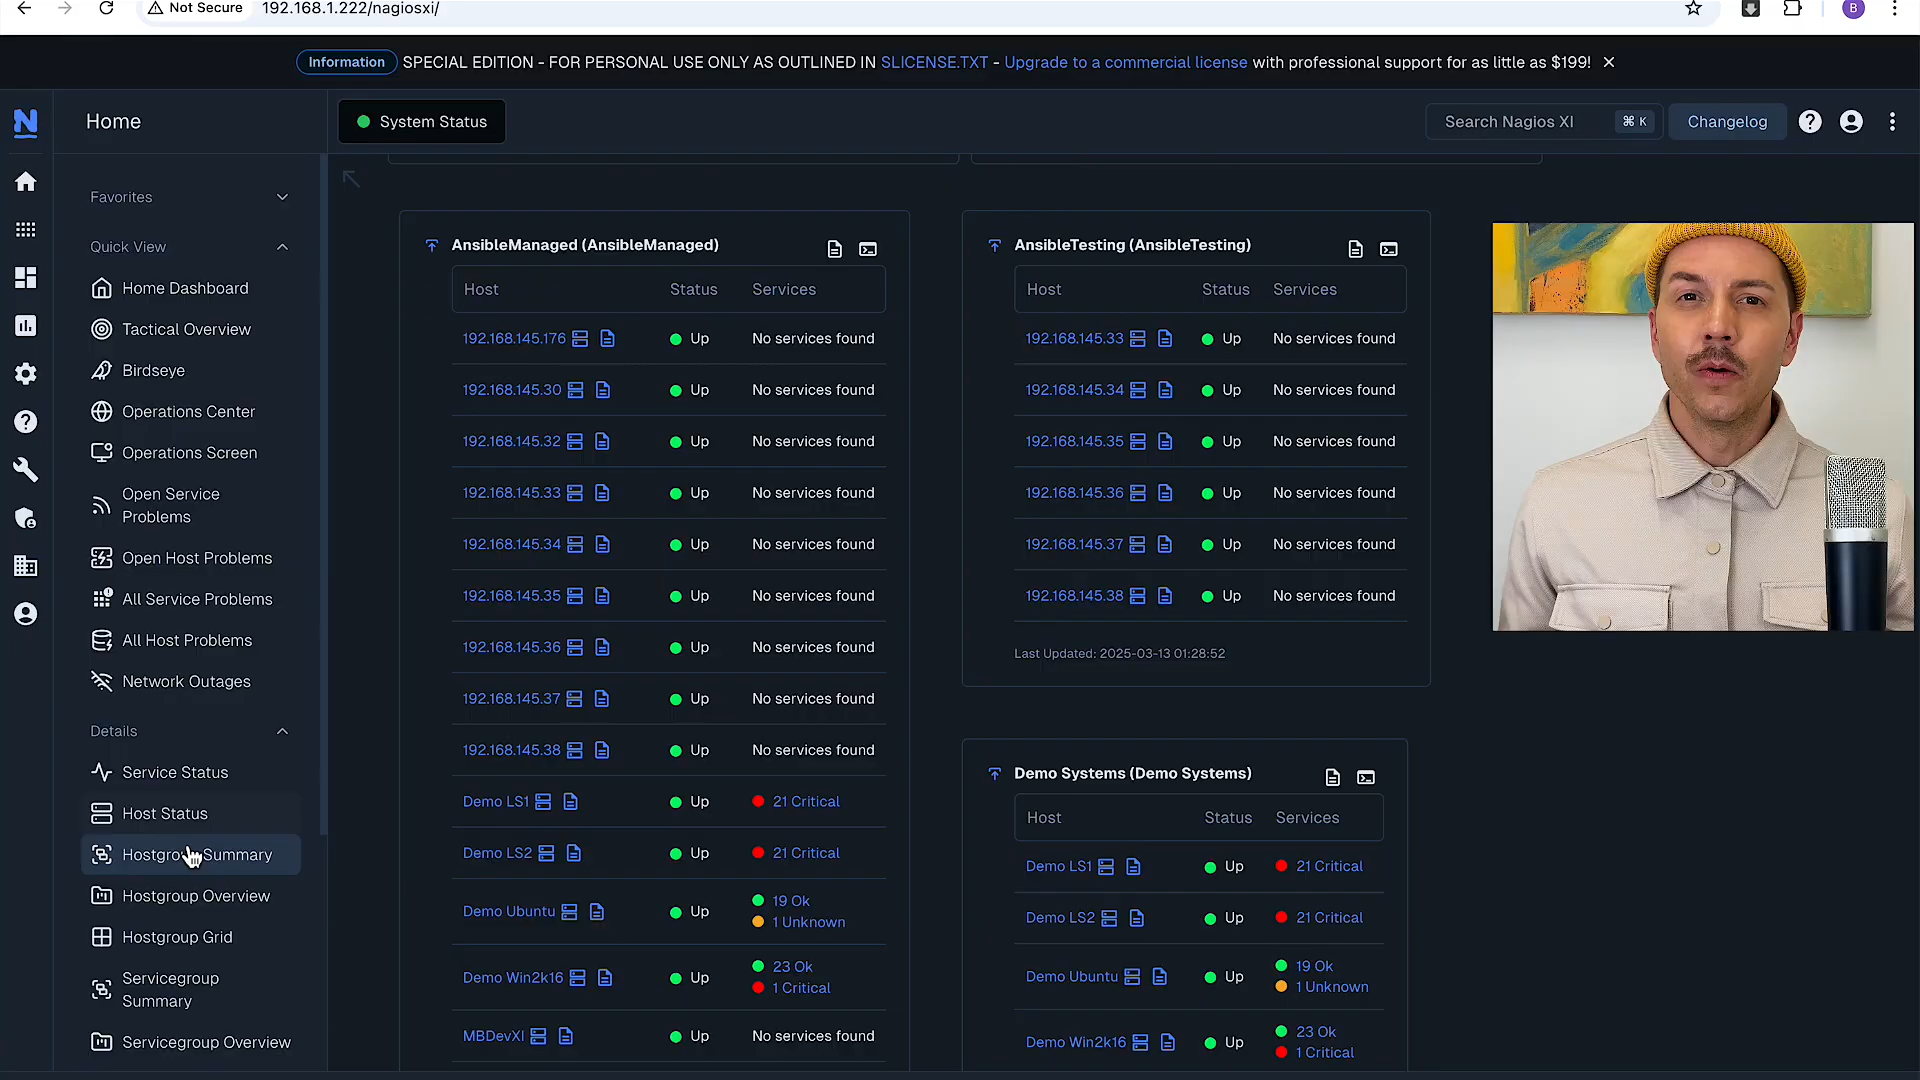 Not Secure 192.168.1.222/nagiosxi/
B
Information SPECIAL EDITION - FOR PERSONAL USE ONLY AS OUTLINED IN SLICENSE.TXT - Upgrade to a commercial license with professional support for as little as $199!
Home
System Status
Search Nagios XI ⌘ K
Changelog
Favorites
Quick View
Home Dashboard
Tactical Overview
Birdseye
Operations Center
Operations Screen
Open Service
Problems
Open Host Problems
All Service Problems
All Host Problems
Network Outages
Details
Service Status
Host Status
Hostgroup Summary
Hostgroup Overview
Hostgroup Grid
Servicegroup
Summary
Servicegroup Overview
AnsibleManaged (AnsibleManaged)
Host Status Services
192.168.145.176 Up No services found
192.168.145.30 Up No services found
192.168.145.32 Up No services found
192.168.145.33 Up No services found
192.168.145.34 Up No services found
192.168.145.35 Up No services found
192.168.145.36 Up No services found
192.168.145.37 Up No services found
192.168.145.38 Up No services found
Demo LS1 Up 21 Critical
Demo LS2 Up 21 Critical
Demo Ubuntu Up 19 Ok
1 Unknown
Demo Win2k16 Up 23 Ok
1 Critical
MBDevXI Up No services found
AnsibleTesting (AnsibleTesting)
Host Status Services
192.168.145.33 Up No services found
192.168.145.34 Up No services found
192.168.145.35 Up No services found
192.168.145.36 Up No services found
192.168.145.37 Up No services found
192.168.145.38 Up No services found
Last Updated: 2025-03-13 01:28:52
Demo Systems (Demo Systems)
Host Status Services
Demo LS1 Up 21 Critical
Demo LS2 Up 21 Critical
Demo Ubuntu Up 19 Ok
1 Unknown
Demo Win2k16 Up 23 Ok
1 Critical